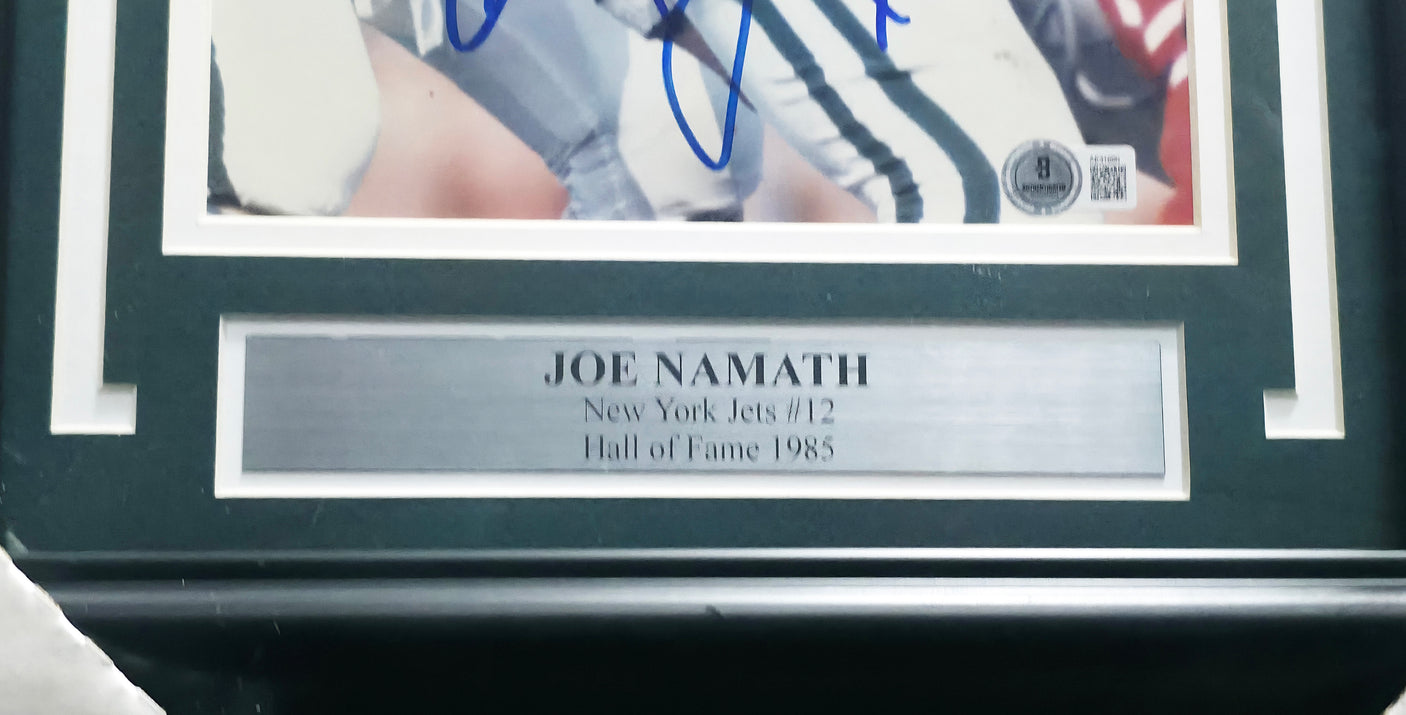 JOE NAMATH
New York Jets #12
Hall of Fame 1985